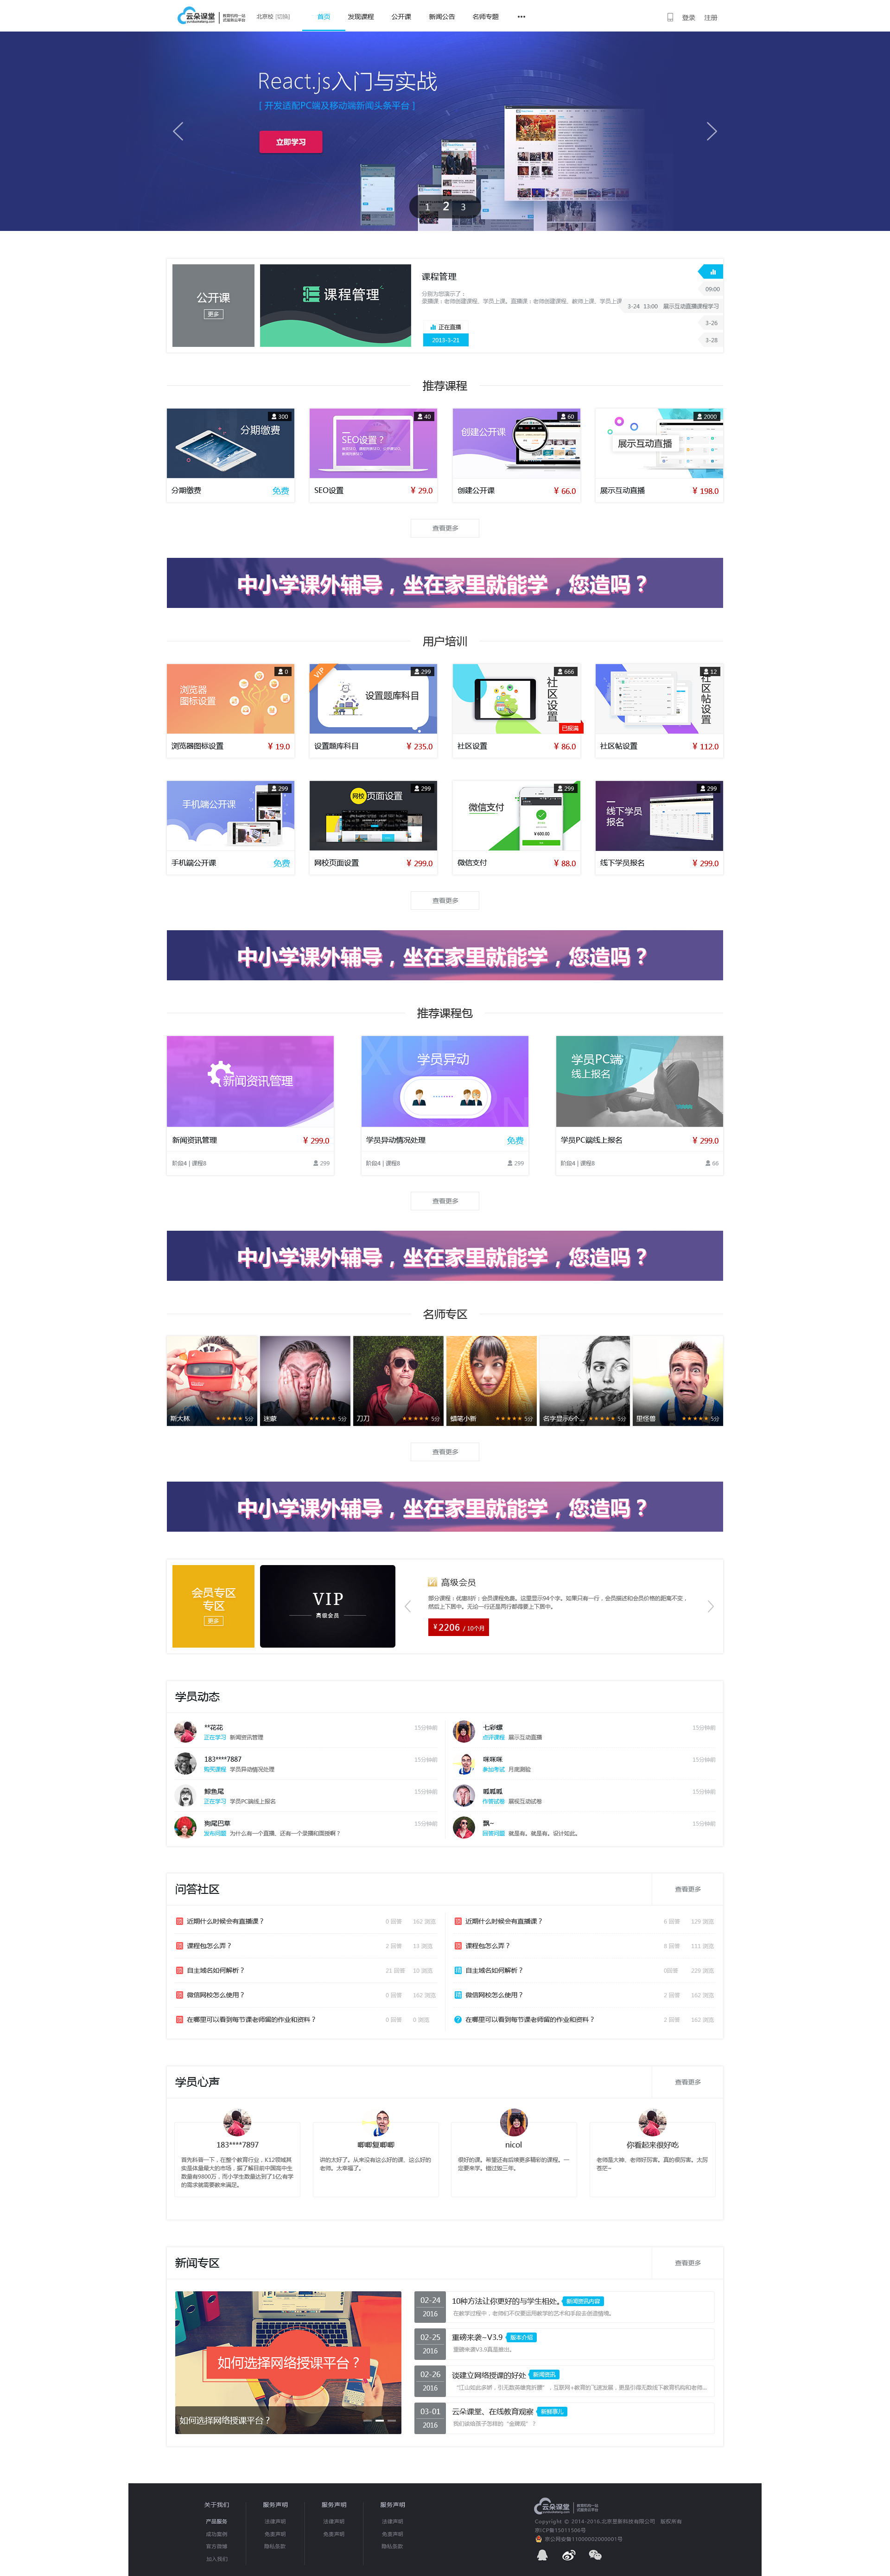 云朵课堂
教育机构一站
式服务云平台
北京校 [切换]
首页
发现课程
公开课
新闻公告
名师专题
•••
登录
注册
React.js入门与实战
[ 开发适配PC端及移动端新闻头条平台 ]
立即学习
1 2 3
公开课
更多
课程管理
课程管理
分别为您演示了：
录播课：老师创建课程、学员上课。直播课：老师创建课程、教师上课、学员上课
正在直播
2013-3-21
09:00
3-24 13:00 展示互动直播课程学习
3-26
3-28
推荐课程
300
分期缴费
分期缴费
免费
40
SEO设置？
SEO设置
¥ 29.0
60
创建公开课
创建公开课
¥ 66.0
2000
展示互动直播
展示互动直播
¥ 198.0
查看更多
中小学课外辅导，坐在家里就能学，您造吗？
用户培训
0
浏览器
图标设置
浏览器图标设置
¥ 19.0
VIP
299
设置题库科目
设置题库科目
¥ 235.0
666
社区设置
已报满
社区设置
¥ 86.0
12
社区帖设置
社区帖设置
¥ 112.0
299
手机端公开课
手机端公开课
免费
299
网校页面设置
网校页面设置
¥ 299.0
299
微信支付
¥ 600.00
微信支付
¥ 88.0
299
线下学员
报名
线下学员报名
¥ 299.0
查看更多
中小学课外辅导，坐在家里就能学，您造吗？
推荐课程包
新闻资讯管理
新闻资讯管理
¥ 299.0
阶段4 | 课程8
299
学员异动
学员异动情况处理
免费
阶段4 | 课程8
299
学员PC端
线上报名
学员PC端线上报名
¥ 299.0
阶段4 | 课程8
66
查看更多
中小学课外辅导，坐在家里就能学，您造吗？
名师专区
斯大林 ★★★★★ 5分
迷蒙 ★★★★★ 5分
刀刀 ★★★★★ 5分
蜡笔小新 ★★★★★ 5分
名字显示6个... ★★★★★ 5分
里怪兽 ★★★★★ 5分
查看更多
中小学课外辅导，坐在家里就能学，您造吗？
会员专区
专区
更多
VIP
高级会员
高级会员
部分课程：优惠8折；会员课程免费。这里显示94个字。如果只有一行，会员描述和会员价格的距离不变，
然后上下居中。无论一行还是两行都得要上下居中。
¥2206 / 10个月
学员动态
**花花
15分钟前
正在学习 新闻资讯管理
七彩螺
15分钟前
点评课程 展示互动直播
183****7887
15分钟前
购买课程 学员异动情况处理
咪咪咪
15分钟前
参加考试 月底测验
鲸鱼尾
15分钟前
正在学习 学员PC端线上报名
呱呱呱
15分钟前
作答试卷 展现互动试卷
狗尾巴草
15分钟前
发布问题 为什么有一个直播、还有一个录播和面授啊？
飘~
15分钟前
回答问题 就是有。就是有。设计如此。
问答社区
查看更多
近期什么时候会有直播课？ 0 回答 162 浏览
近期什么时候会有直播课？ 6 回答 129 浏览
课程包怎么弄？ 2 回答 13 浏览
课程包怎么弄？ 8 回答 111 浏览
自主域名如何解析？ 21 回答 10 浏览
自主域名如何解析？ 0回答 229 浏览
微信网校怎么使用？ 0 回答 162 浏览
微信网校怎么使用？ 2 回答 162 浏览
在哪里可以看到每节课老师留的作业和资料？ 0 回答 0 浏览
在哪里可以看到每节课老师留的作业和资料？ 2 回答 162 浏览
学员心声
查看更多
183****7897
首先科普一下，在整个教育行业，K12领域其
实是体量最大的市场，据了解目前中国高中生
数量有9800万，而小学生数量达到了1亿;有学
的需求就需要教来满足。
唧唧复唧唧
讲的太好了。从来没有这么好的课，这么好的
老师。太幸福了。
nicol
很好的课。希望还有后续更多精彩的课程。一
定要来学。错过毁三年。
你看起来很好吃
老师是大神。老师好厉害。真的很厉害。太厉
苍茫~
新闻专区
查看更多
如何选择网络授课平台？
如何选择网络授课平台？
02-24
2016
10种方法让你更好的与学生相处。
新闻资讯内容
在教学过程中，老师们不仅要运用教学的艺术和手段去创造情境。
02-25
2016
重磅来袭~V3.9
版本介绍
重磅来袭V3.9真是掀出。
02-26
2016
谈建立网络授课的好处
新闻资讯
“江山如此多娇，引无数英雄竞折腰”，互联网+教育的飞速发展，更是引得无数线下教育机构和老师...
03-01
2016
云朵课堂、在线教育观察
新鲜事儿
我们该给孩子怎样的“金牌房”？
关于我们
产品服务
成功案例
官方商铺
加入我们
服务声明
法律声明
免责声明
隐私条款
服务声明
法律声明
免责声明
服务声明
法律声明
免责声明
隐私条款
云朵课堂
教育机构一站
式服务云平台
Copyright © 2014-2016.北京昱新科技有限公司 版权所有
京ICP备15011506号
京公网安备11000002000001号